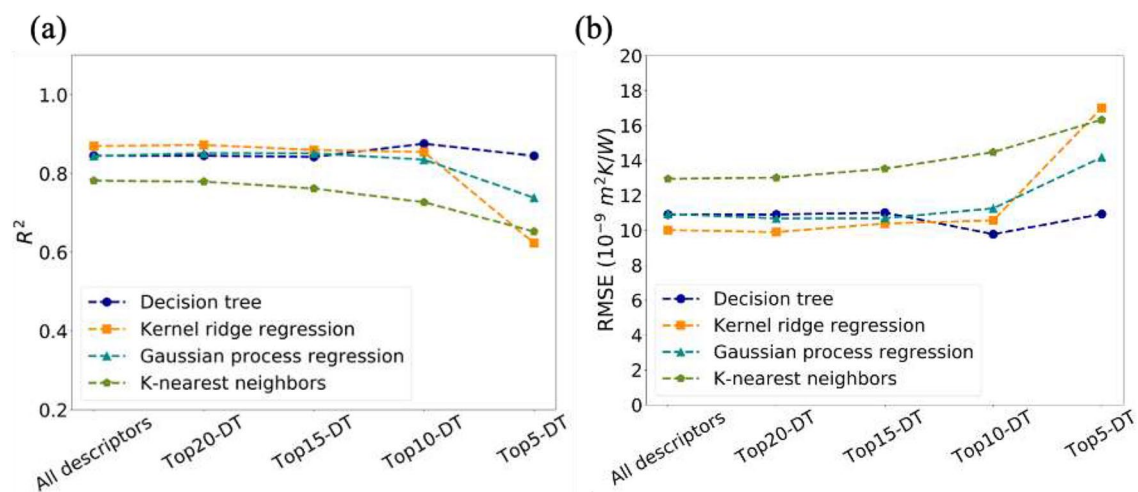 (a)
1.0
0.8
0.6
0.4
0.2
R²
Decision tree
Kernel ridge regression
Gaussian process regression
K-nearest neighbors
All descriptors
Top20-DT
Top15-DT
Top10-DT
Top5-DT
(b)
20
18
16
14
12
10
8
6
4
2
0
RMSE (10⁻⁹ m²K/W)
Decision tree
Kernel ridge regression
Gaussian process regression
K-nearest neighbors
All descriptors
Top20-DT
Top15-DT
Top10-DT
Top5-DT